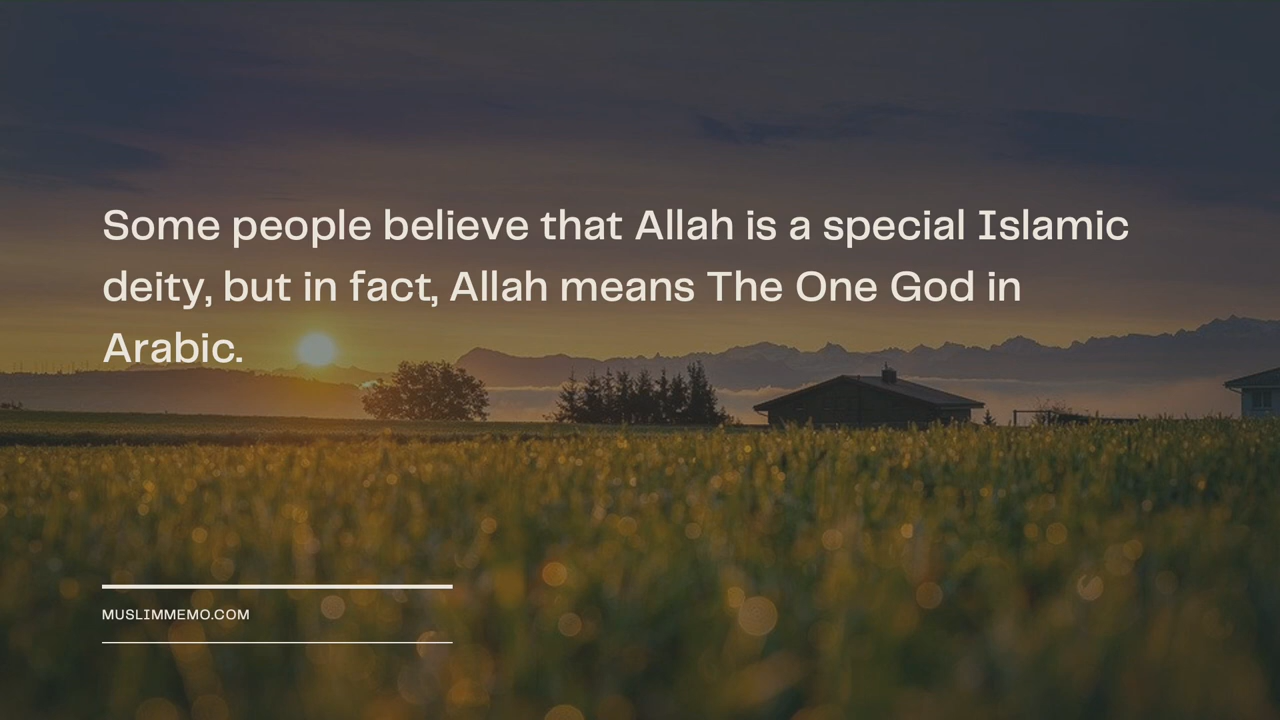 Some people believe that Allah is a special Islamic
deity, but in fact, Allah means The One God in
Arabic.
MUSLIMMEMO.COM